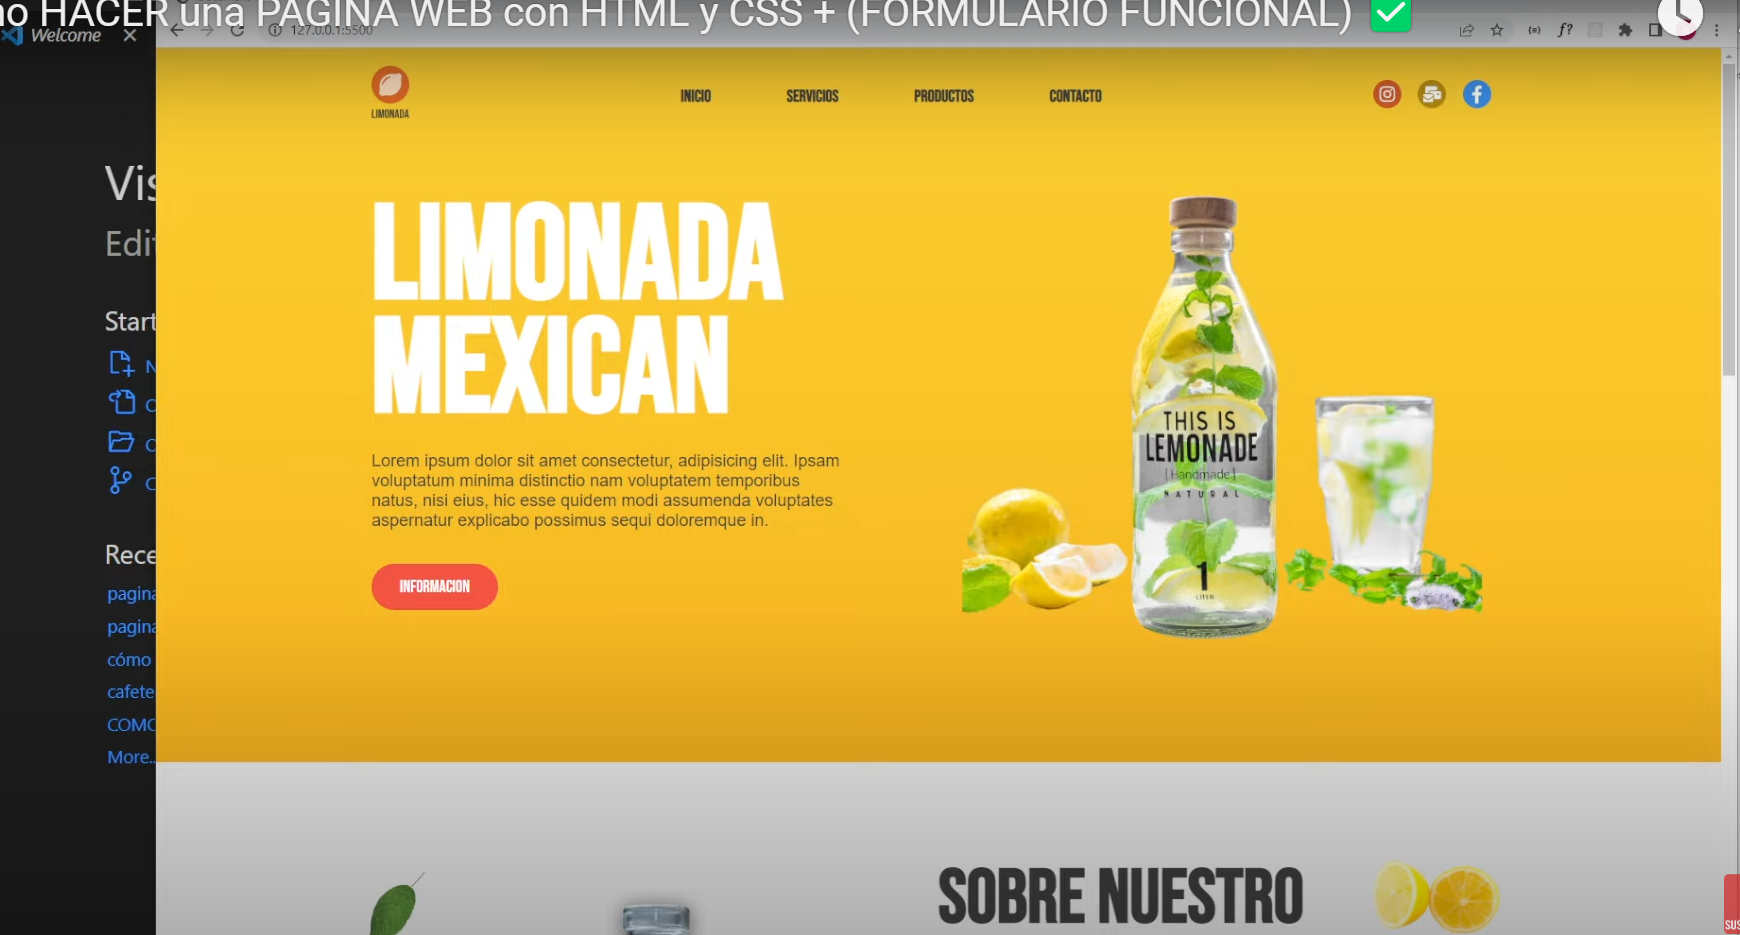 no HACER una PAGINA WEB con HTML y CSS + (FORMULARIO FUNCIONAL)
Welcome
127.0.0.1:5500
f?
LIMONADA
INICIO
SERVICIOS
PRODUCTOS
CONTACTO
Vis
Edit
Start
N
O
O
C
Rece
pagina
pagina
cómo
cafete
COMO
More...
LIMONADA
MEXICAN
Lorem ipsum dolor sit amet consectetur, adipisicing elit. Ipsam
voluptatum minima distinctio nam voluptatem temporibus
natus, nisi eius, hic esse quidem modi assumenda voluptates
aspernatur explicabo possimus sequi doloremque in.
INFORMACION
THIS IS
LEMONADE
[Handmade]
NATURAL
1
LITER
SOBRE NUESTRO
SUS